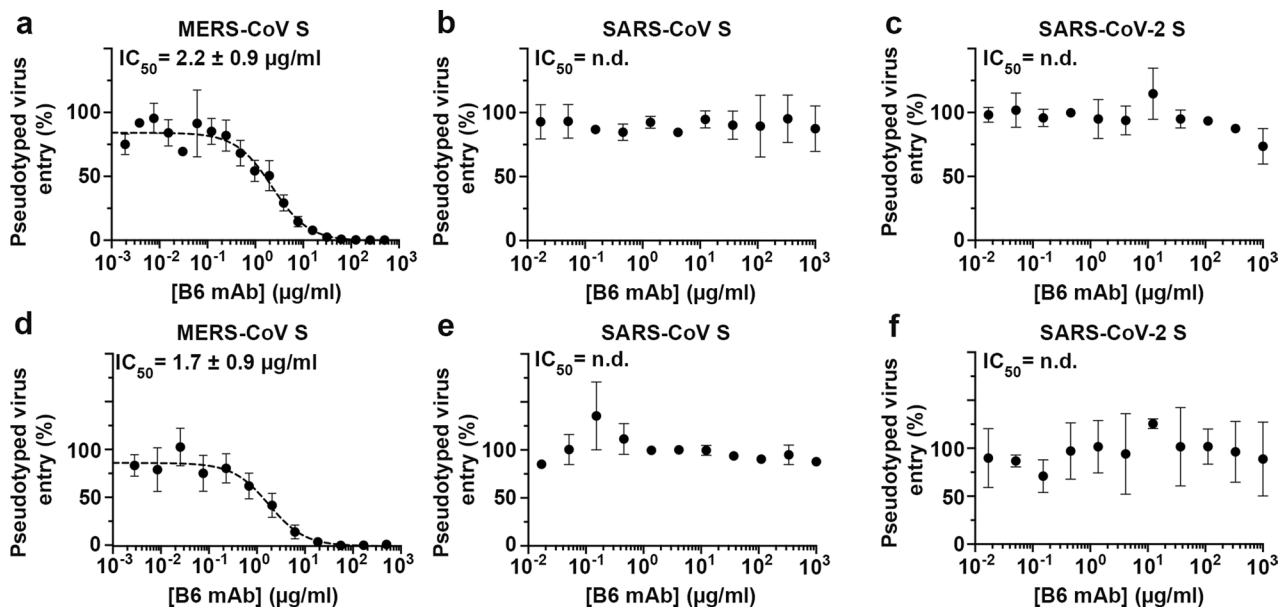 a
MERS-CoV S
IC50= 2.2 ± 0.9 µg/ml
Pseudotyped virus
entry (%)
100
50
0
10-3 10-2 10-1 100 101 102 103
[B6 mAb] (µg/ml)
b
SARS-CoV S
IC50= n.d.
Pseudotyped virus
entry (%)
100
50
0
10-2 10-1 100 101 102 103
[B6 mAb] (µg/ml)
c
SARS-CoV-2 S
IC50= n.d.
Pseudotyped virus
entry (%)
100
50
0
10-2 10-1 100 101 102 103
[B6 mAb] (µg/ml)
d
MERS-CoV S
IC50= 1.7 ± 0.9 µg/ml
Pseudotyped virus
entry (%)
100
50
0
10-3 10-2 10-1 100 101 102 103
[B6 mAb] (µg/ml)
e
SARS-CoV S
IC50= n.d.
Pseudotyped virus
entry (%)
100
50
0
10-2 10-1 100 101 102 103
[B6 mAb] (µg/ml)
f
SARS-CoV-2 S
IC50= n.d.
Pseudotyped virus
entry (%)
100
50
0
10-2 10-1 100 101 102 103
[B6 mAb] (µg/ml)